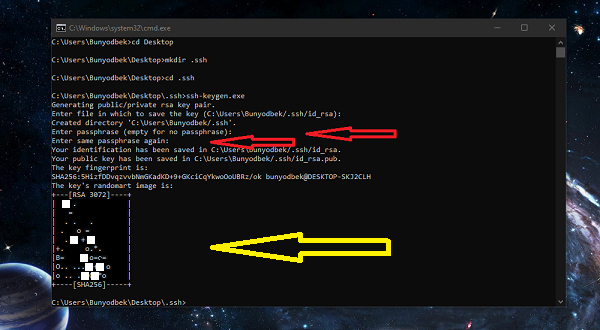 C:\Windows\system32\cmd.exe
C:\Users\Bunyodbek>cd Desktop
C:\Users\Bunyodbek\Desktop>mkdir .ssh
C:\Users\Bunyodbek\Desktop>cd .ssh
C:\Users\Bunyodbek\Desktop\.ssh>ssh-keygen.exe
Generating public/private rsa key pair.
Enter file in which to save the key (C:\Users\Bunyodbek/.ssh/id_rsa):
Created directory 'C:\Users\Bunyodbek/.ssh'.
Enter passphrase (empty for no passphrase):
Enter same passphrase again:
Your identification has been saved in C:\Users\Bunyodbek/.ssh/id_rsa.
Your public key has been saved in C:\Users\Bunyodbek/.ssh/id_rsa.pub.
The key fingerprint is:
SHA256:5HizfDDvqzvvbNmGKadKD+9+GKciCqYkwoOoUBRz/ok bunyodbek@DESKTOP-SKJ2CLH
The key's randomart image is:
+---[RSA 3072]----+
+----[SHA256]-----+
C:\Users\Bunyodbek\Desktop\.ssh>